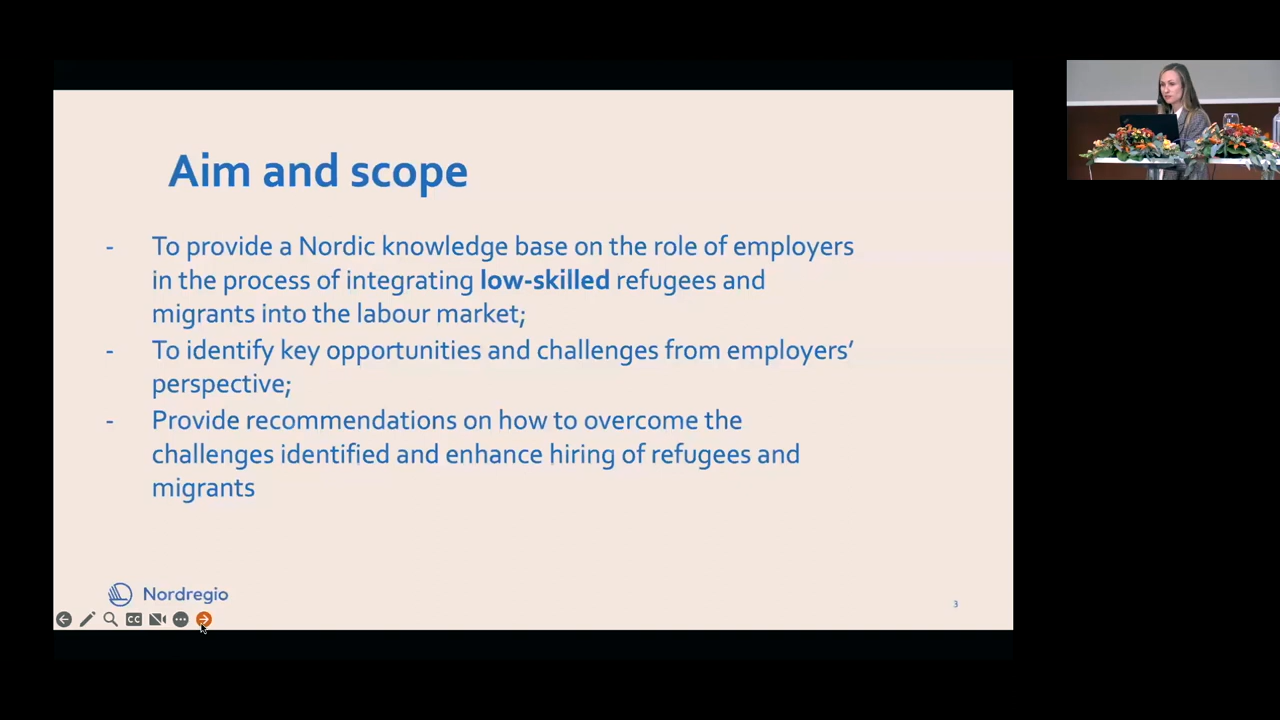 Aim and scope
- To provide a Nordic knowledge base on the role of employers
in the process of integrating low-skilled refugees and
migrants into the labour market;
- To identify key opportunities and challenges from employers’
perspective;
- Provide recommendations on how to overcome the
challenges identified and enhance hiring of refugees and
migrants
Nordregio
3
CC